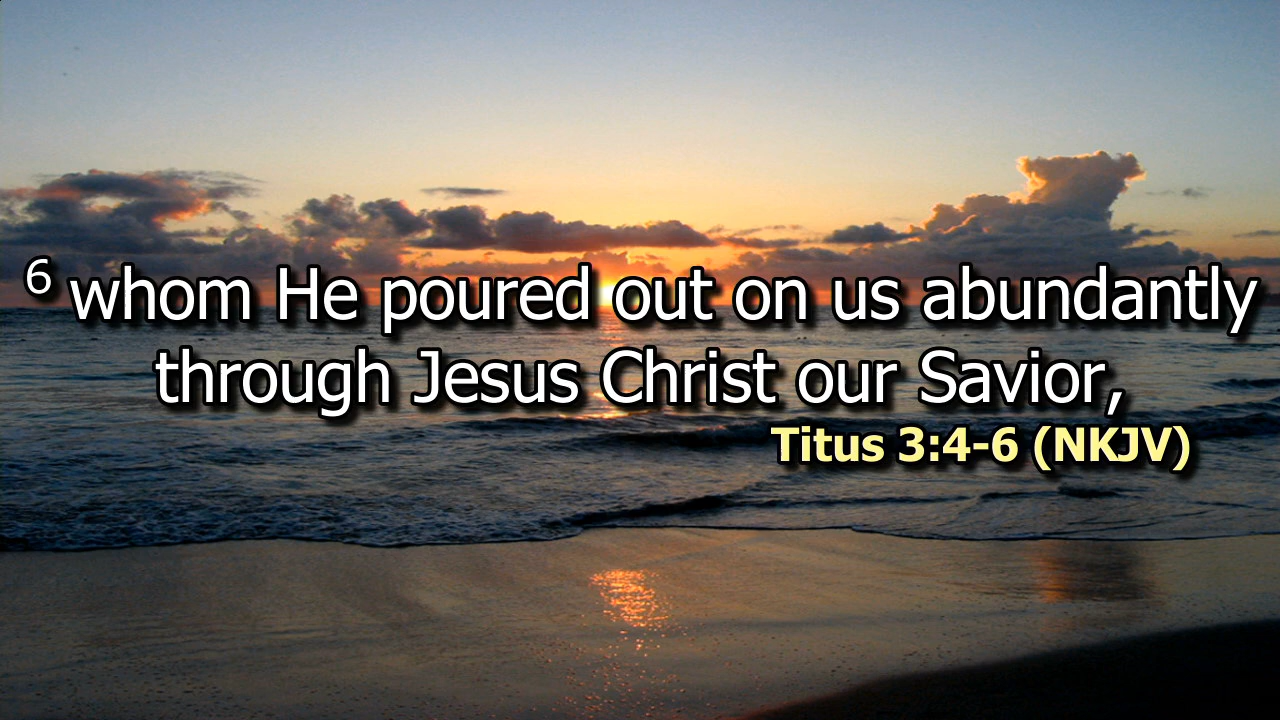 6 whom He poured out on us abundantly
through Jesus Christ our Savior,
Titus 3:4-6 (NKJV)